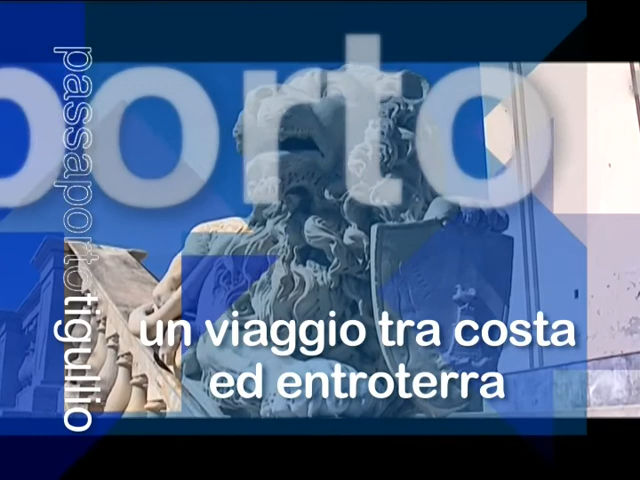 porto
passaportotigullio
un viaggio tra costa
ed entroterra